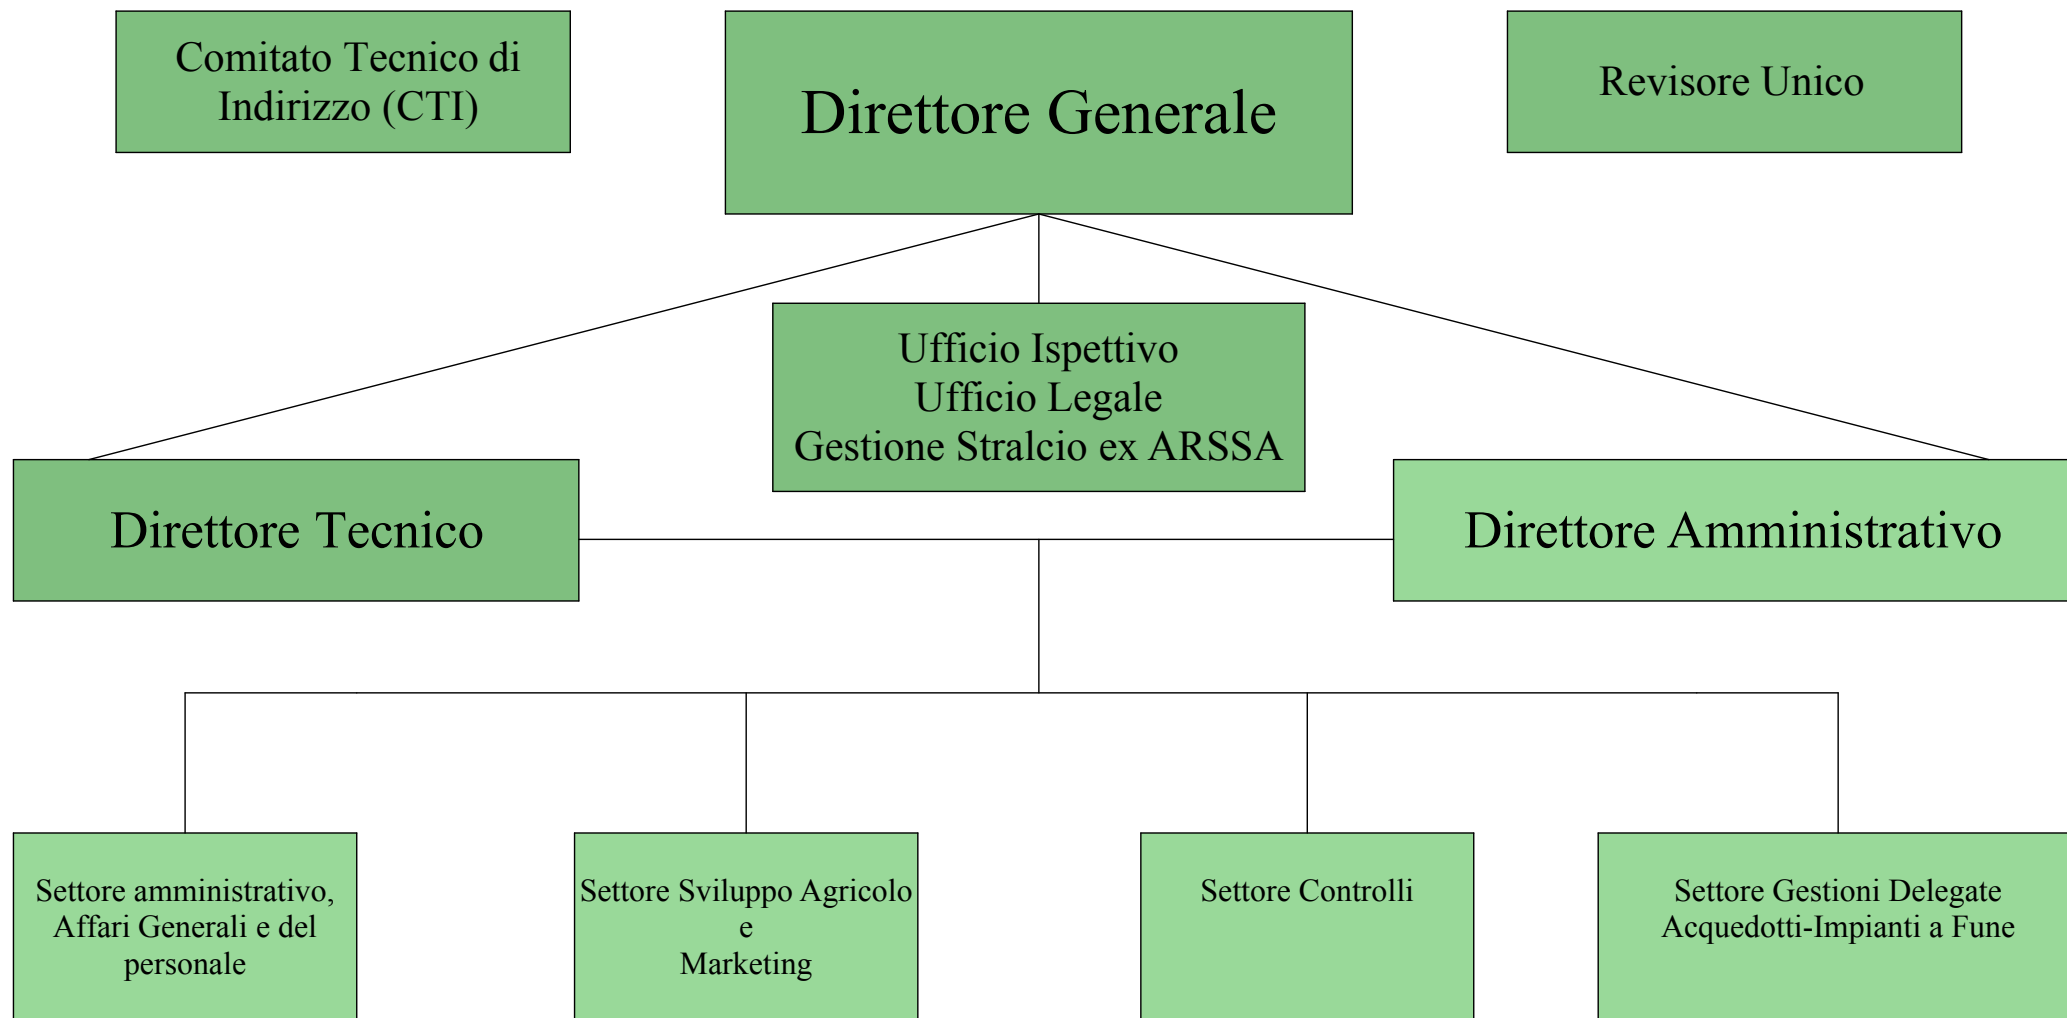 Comitato Tecnico di
Indirizzo (CTI)
Direttore Generale
Revisore Unico
Ufficio Ispettivo
Ufficio Legale
Gestione Stralcio ex ARSSA
Direttore Tecnico
Direttore Amministrativo
Settore amministrativo,
Affari Generali e del
personale
Settore Sviluppo Agricolo
e
Marketing
Settore Controlli
Settore Gestioni Delegate
Acquedotti-Impianti a Fune